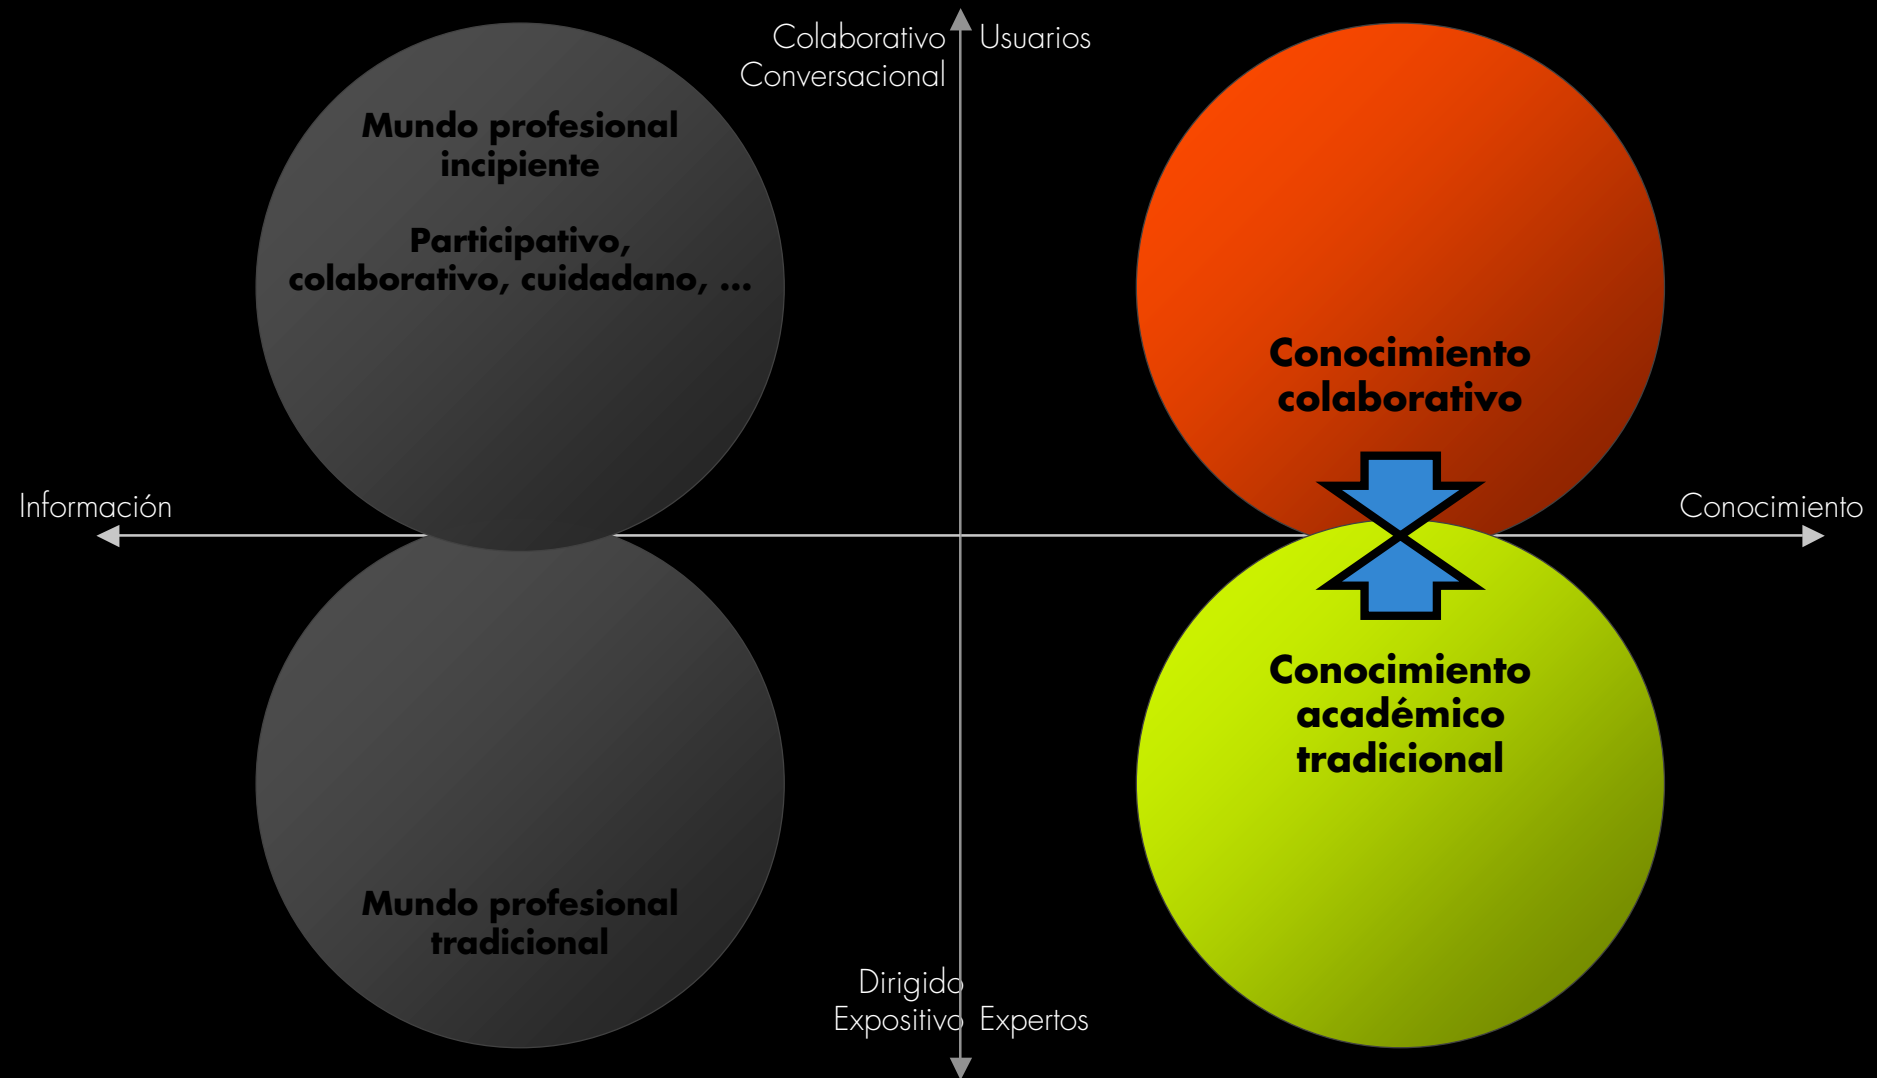 Colaborativo
Conversacional
Usuarios
Mundo profesional
incipiente
Participativo,
colaborativo, cuidadano, ...
Conocimiento
colaborativo
Información
Conocimiento
Conocimiento
académico
tradicional
Mundo profesional
tradicional
Dirigido
Expositivo
Expertos